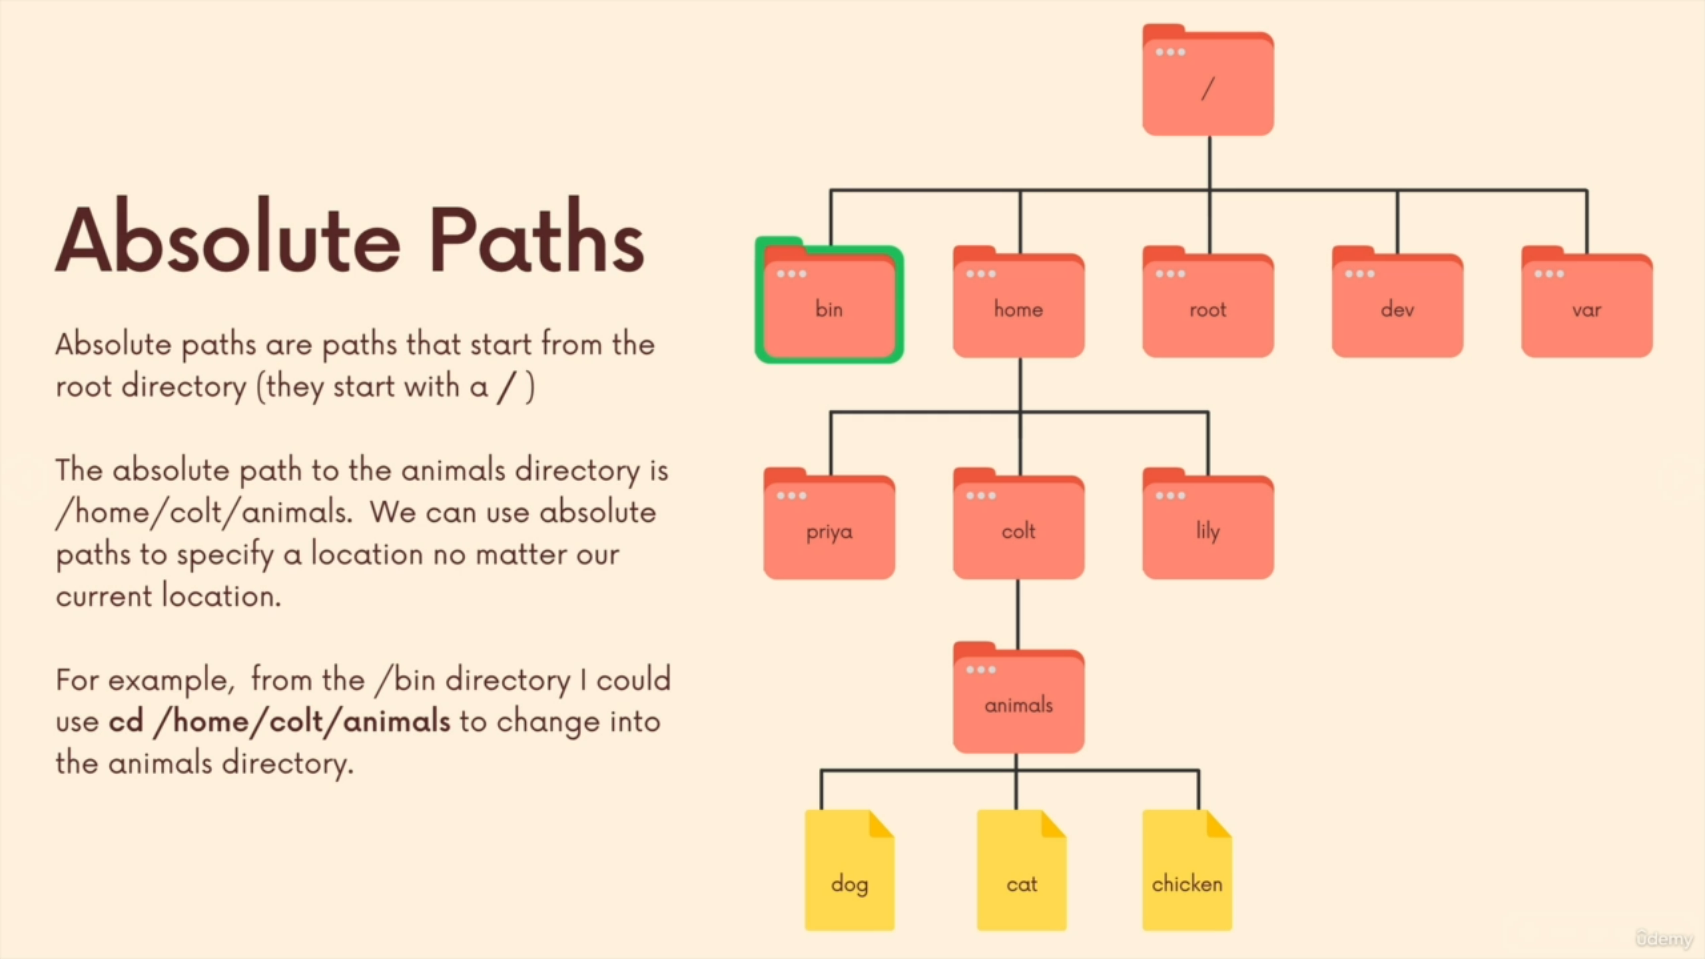 Absolute Paths
Absolute paths are paths that start from the
root directory (they start with a / )
The absolute path to the animals directory is
/home/colt/animals.  We can use absolute
paths to specify a location no matter our
current location.
For example,  from the /bin directory I could
use cd /home/colt/animals to change into
the animals directory.
/
bin
home
root
dev
var
priya
colt
lily
animals
dog
cat
chicken
ûdemy